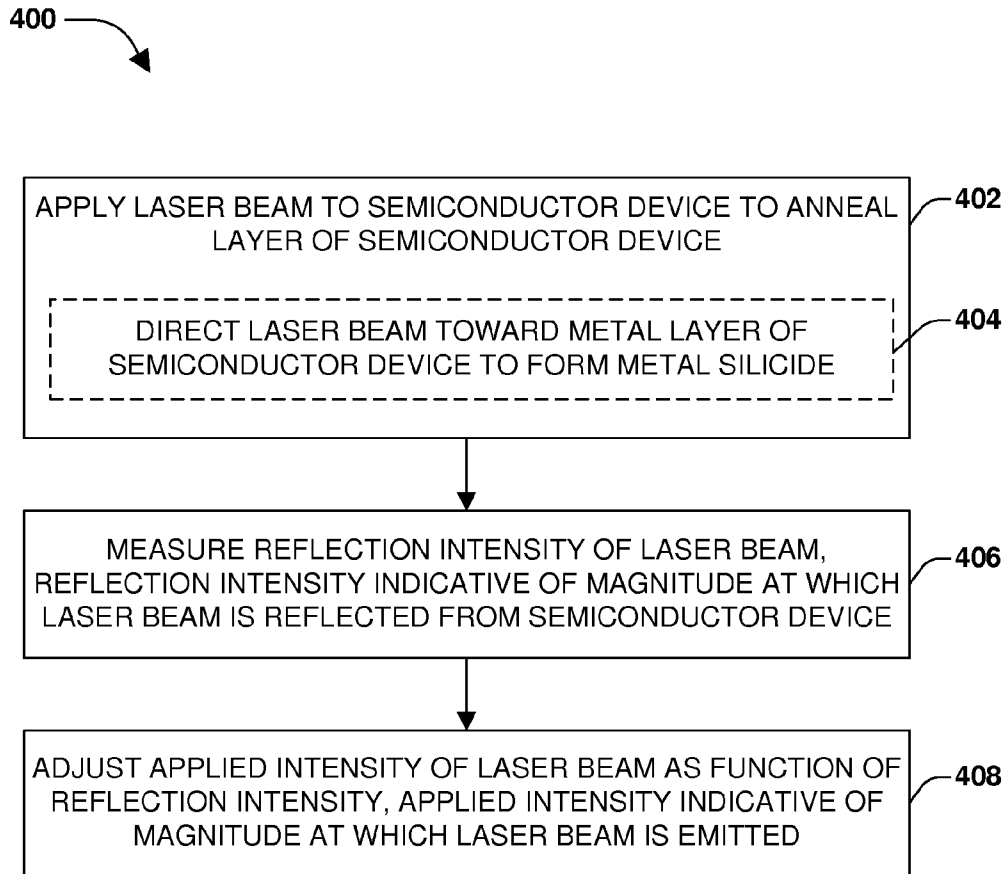 400
APPLY LASER BEAM TO SEMICONDUCTOR DEVICE TO ANNEAL
LAYER OF SEMICONDUCTOR DEVICE
402
DIRECT LASER BEAM TOWARD METAL LAYER OF
SEMICONDUCTOR DEVICE TO FORM METAL SILICIDE
404
MEASURE REFLECTION INTENSITY OF LASER BEAM,
REFLECTION INTENSITY INDICATIVE OF MAGNITUDE AT WHICH
LASER BEAM IS REFLECTED FROM SEMICONDUCTOR DEVICE
406
ADJUST APPLIED INTENSITY OF LASER BEAM AS FUNCTION OF
REFLECTION INTENSITY, APPLIED INTENSITY INDICATIVE OF
MAGNITUDE AT WHICH LASER BEAM IS EMITTED
408